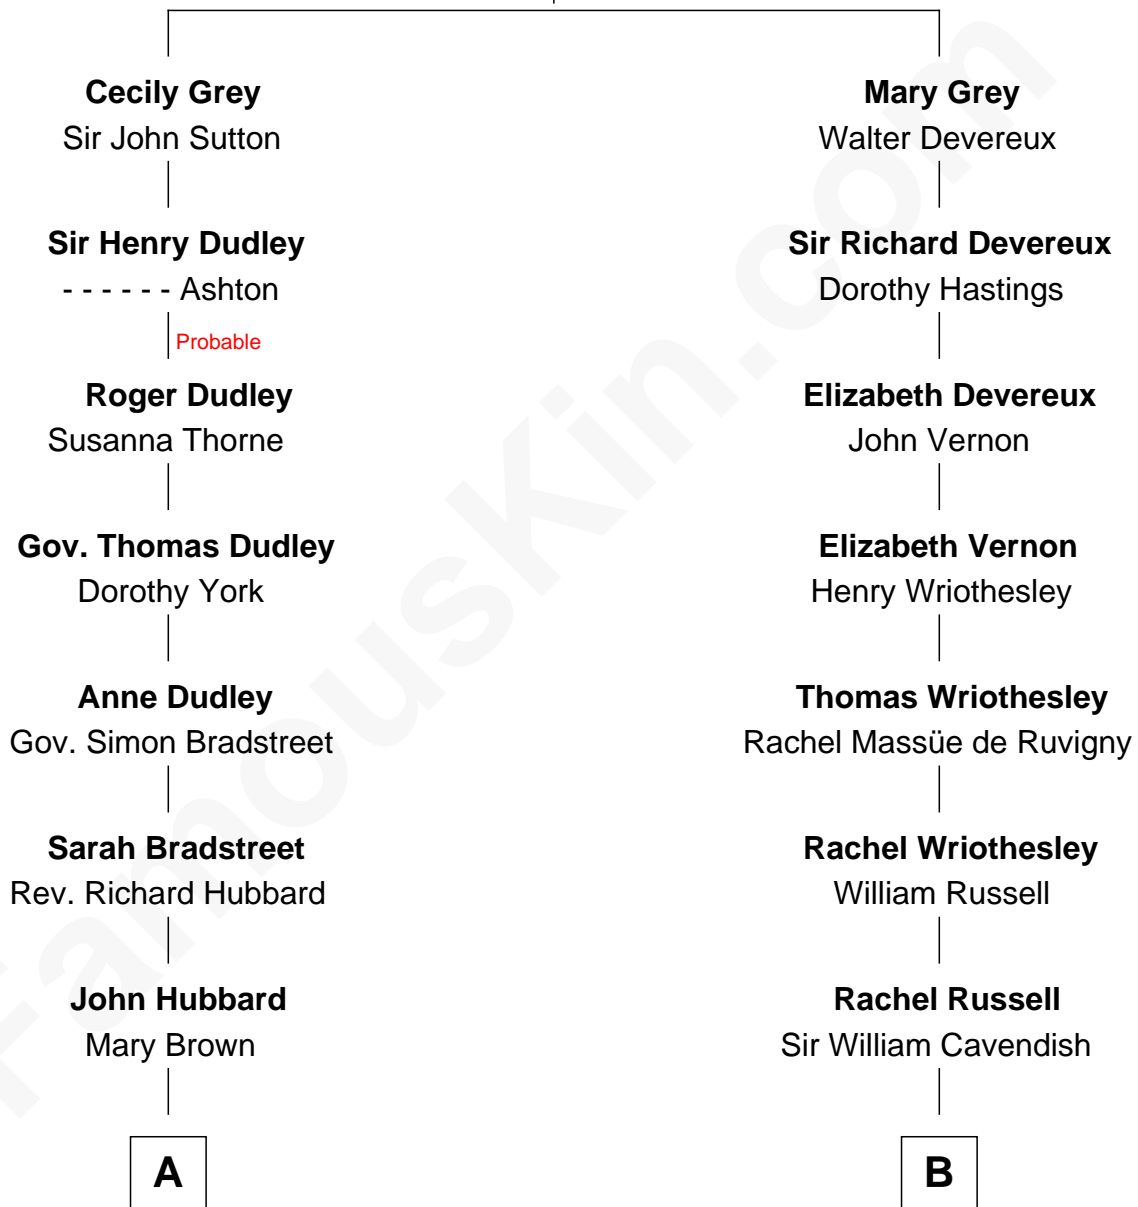 Cecily Grey
Sir John Sutton
Sir Henry Dudley
- - - - - - Ashton
Probable
Roger Dudley
Susanna Thorne
Gov. Thomas Dudley
Dorothy York
Anne Dudley
Gov. Simon Bradstreet
Sarah Bradstreet
Rev. Richard Hubbard
John Hubbard
Mary Brown
A
Mary Grey
Walter Devereux
Sir Richard Devereux
Dorothy Hastings
Elizabeth Devereux
John Vernon
Elizabeth Vernon
Henry Wriothesley
Thomas Wriothesley
Rachel Massüe de Ruvigny
Rachel Wriothesley
William Russell
Rachel Russell
Sir William Cavendish
B
FamousKin.com